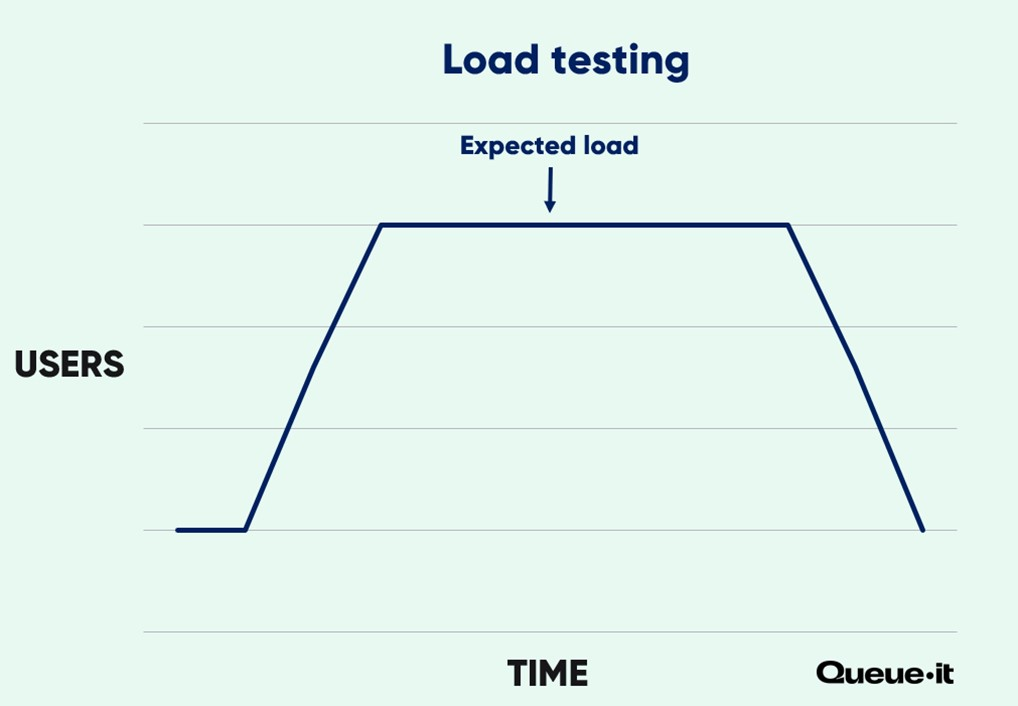 Load testing
Expected load
USERS
TIME
Queue·it